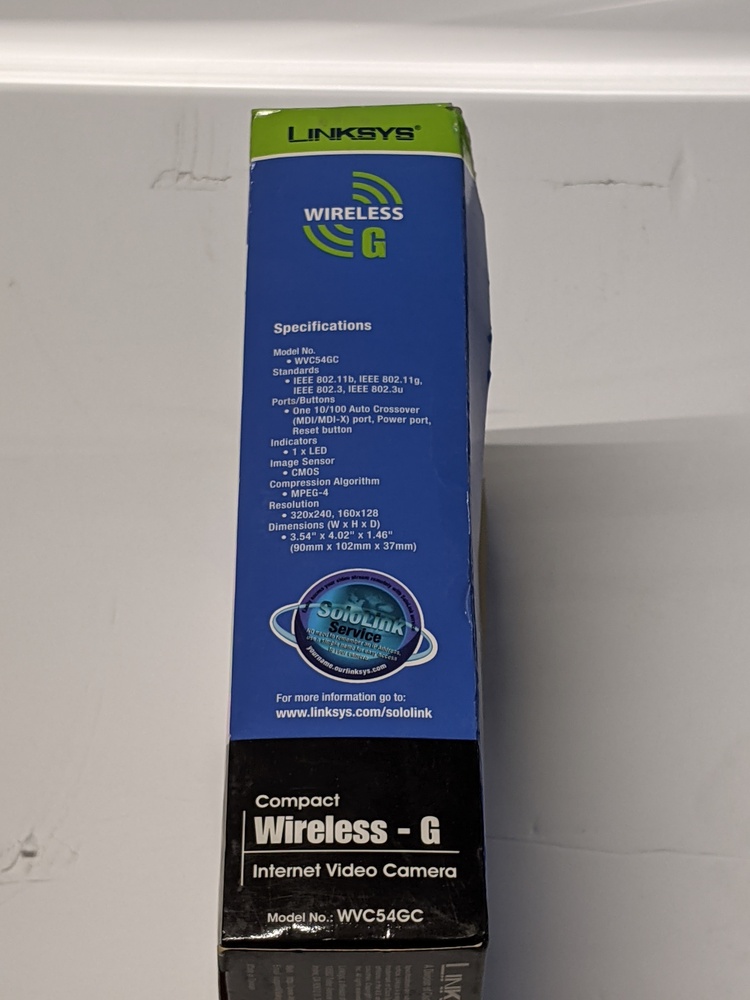 LINKSYS®
WIRELESS
G
Specifications
Model No.
• WVC54GC
Standards
• IEEE 802.11b, IEEE 802.11g,
IEEE 802.3, IEEE 802.3u
Ports/Buttons
• One 10/100 Auto Crossover
(MDI/MDI-X) port, Power port,
Reset button
Indicators
• 1 x LED
Image Sensor
• CMOS
Compression Algorithm
• MPEG-4
Resolution
• 320x240, 160x128
Dimensions (W x H x D)
• 3.54" x 4.02" x 1.46"
(90mm x 102mm x 37mm)
SoloLink
Service
yourname.ourlinksys.com
For more information go to:
www.linksys.com/sololink
Compact
Wireless - G
Internet Video Camera
Model No.: WVC54GC